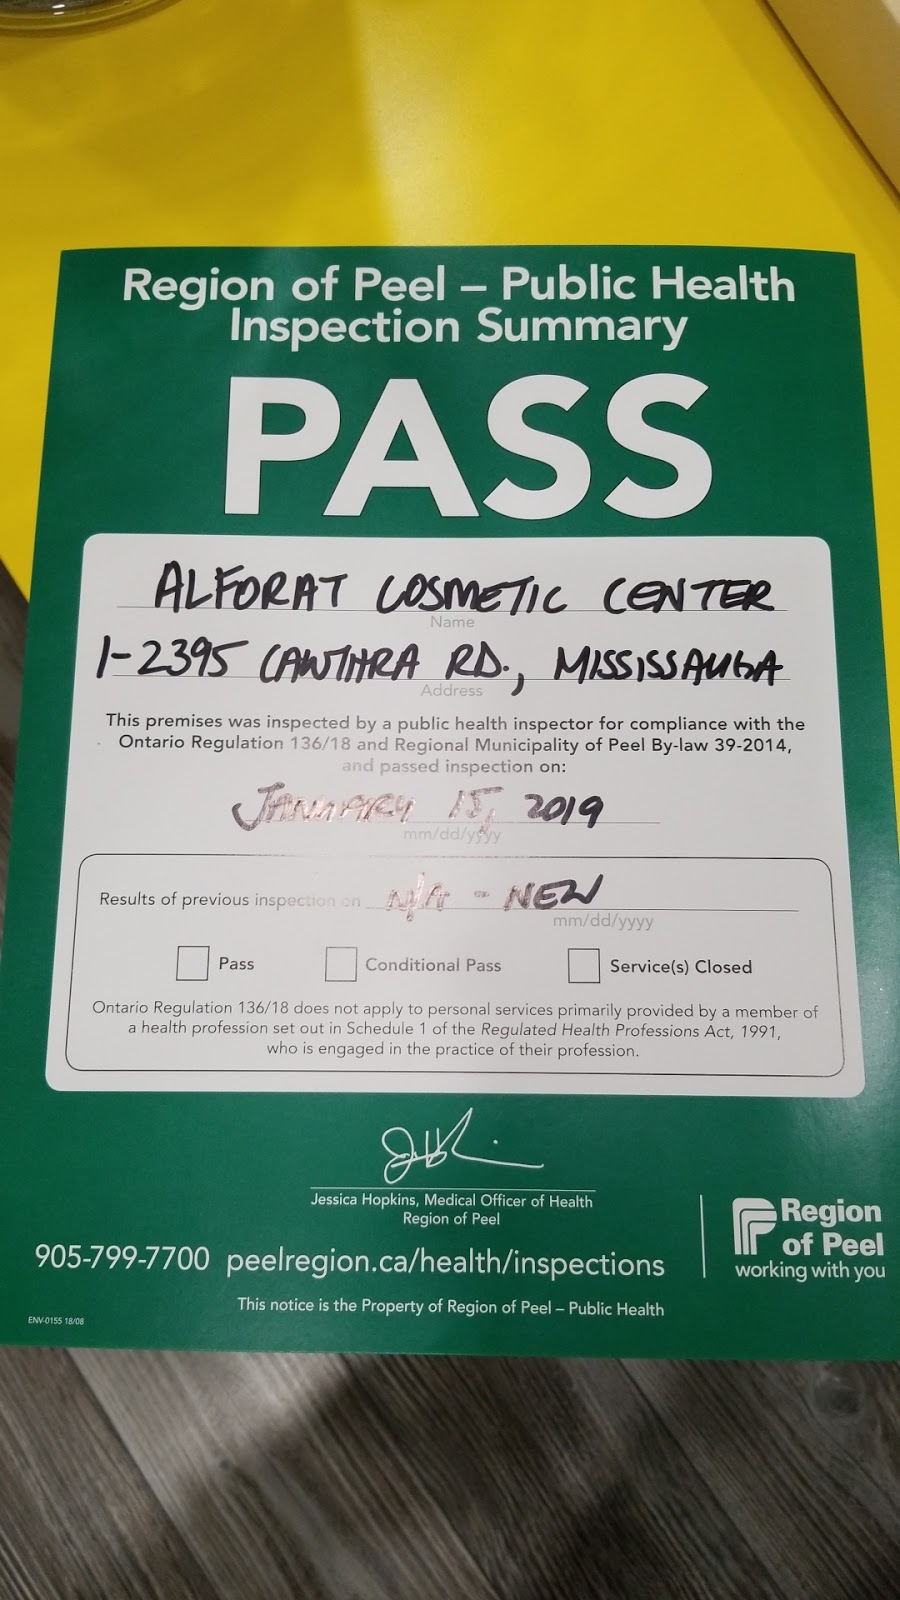 Region of Peel – Public Health
Inspection Summary
PASS
ALFORAT COSMETIC CENTER
Name
1-2395 CAWTHRA RD., MISSISSAUGA
Address
This premises was inspected by a public health inspector for compliance with the
Ontario Regulation 136/18 and Regional Municipality of Peel By-law 39-2014,
and passed inspection on:
JANUARY 15, 2019
mm/dd/yyyy
Results of previous inspection on N/A - NEW
mm/dd/yyyy
Pass Conditional Pass Service(s) Closed
Ontario Regulation 136/18 does not apply to personal services primarily provided by a member of
a health profession set out in Schedule 1 of the Regulated Health Professions Act, 1991,
who is engaged in the practice of their profession.
Jessica Hopkins, Medical Officer of Health
Region of Peel
905-799-7700 peelregion.ca/health/inspections
Region
of Peel
working with you
This notice is the Property of Region of Peel – Public Health
ENV-0155 18/08